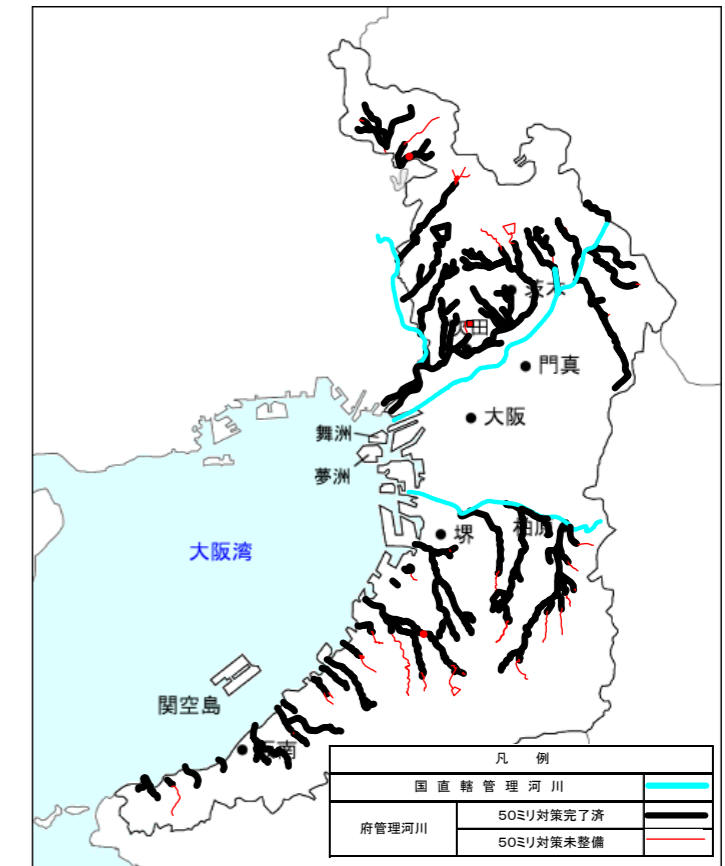 茨木
吹田
門真
大阪
舞洲
夢洲
堺
柏原
大阪湾
関空島
阪南
凡 例
国 直 轄 管 理 河 川
府管理河川
50ミリ対策完了済
50ミリ対策未整備